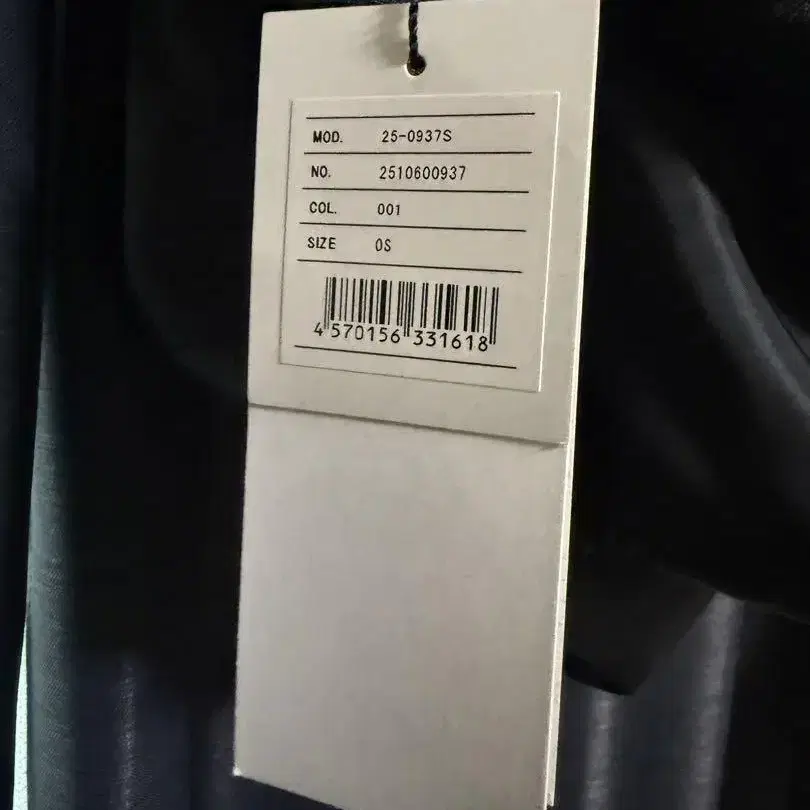 MOD. 25-0937S
NO. 2510600937
COL. 001
SIZE 0S
4 570156 331618